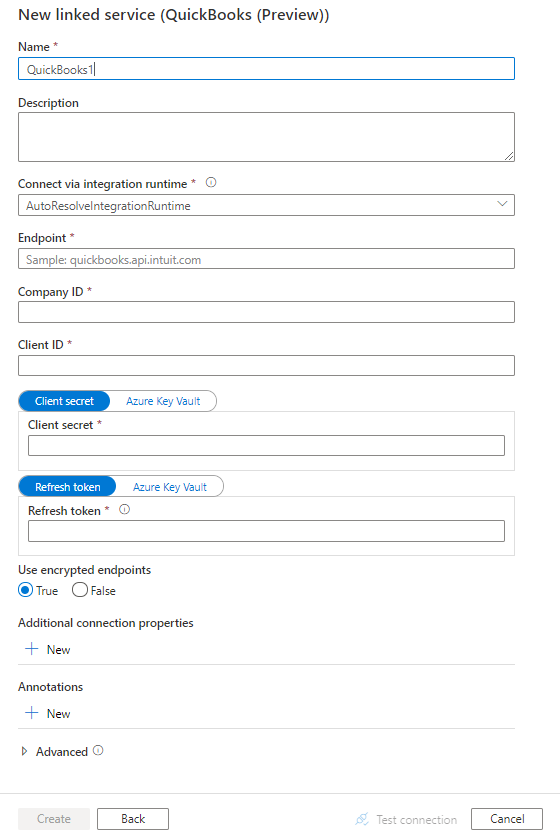 New linked service (QuickBooks (Preview))
Name *
QuickBooks1
Description
Connect via integration runtime *
AutoResolveIntegrationRuntime
Endpoint *
Sample: quickbooks.api.intuit.com
Company ID *
Client ID *
Client secret Azure Key Vault
Client secret *
Refresh token Azure Key Vault
Refresh token *
Use encrypted endpoints
True False
Additional connection properties
+ New
Annotations
+ New
Advanced
Create Back Test connection Cancel